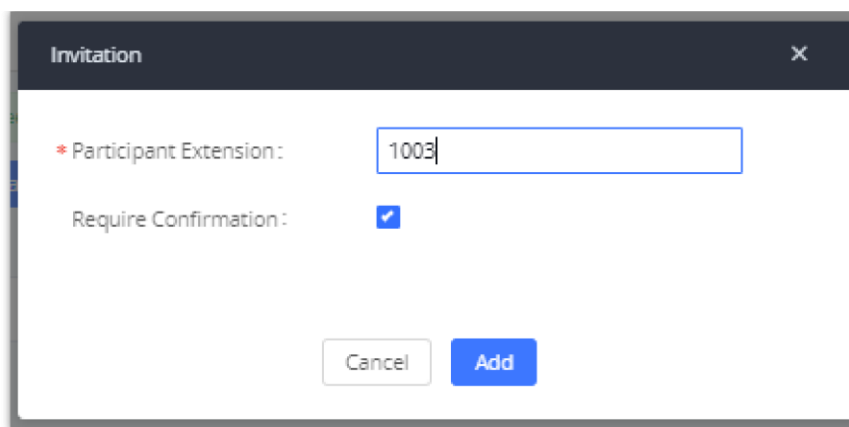 Invitation
* Participant Extension: 1003
Require Confirmation:
Cancel Add